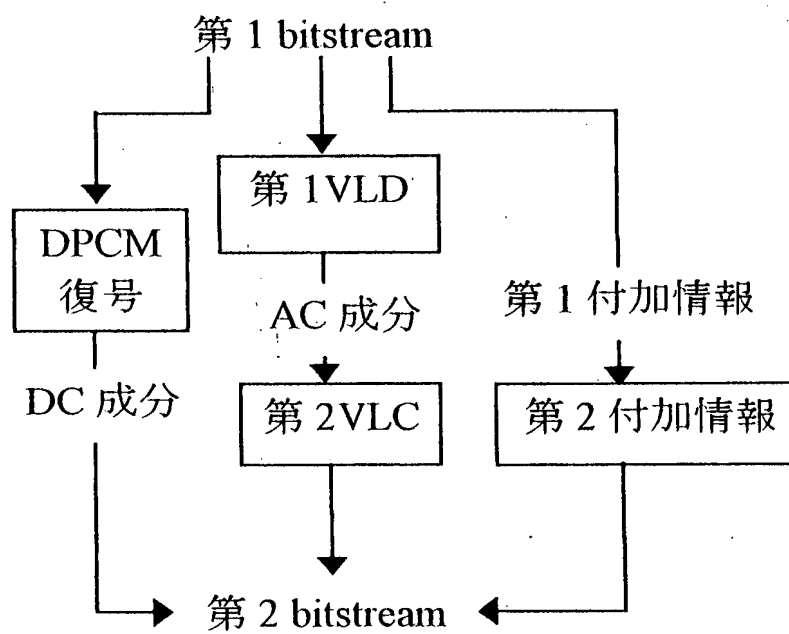 第 1 bitstream
第 1VLD
DPCM
復号
AC 成分
第 1 付加情報
DC 成分
第 2VLC
第 2 付加情報
第 2 bitstream